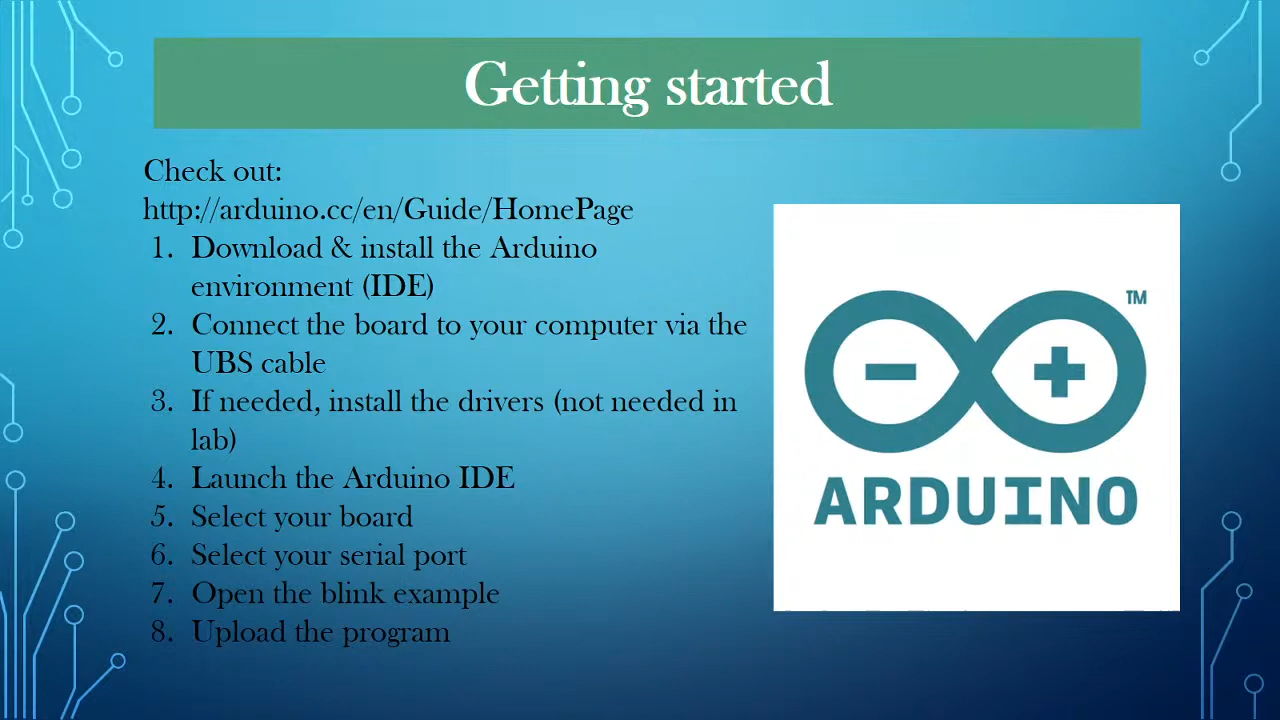 Getting started
Check out:
http://arduino.cc/en/Guide/HomePage
1. Download & install the Arduino
environment (IDE)
2. Connect the board to your computer via the
UBS cable
3. If needed, install the drivers (not needed in
lab)
4. Launch the Arduino IDE
5. Select your board
6. Select your serial port
7. Open the blink example
8. Upload the program
TM
ARDUINO